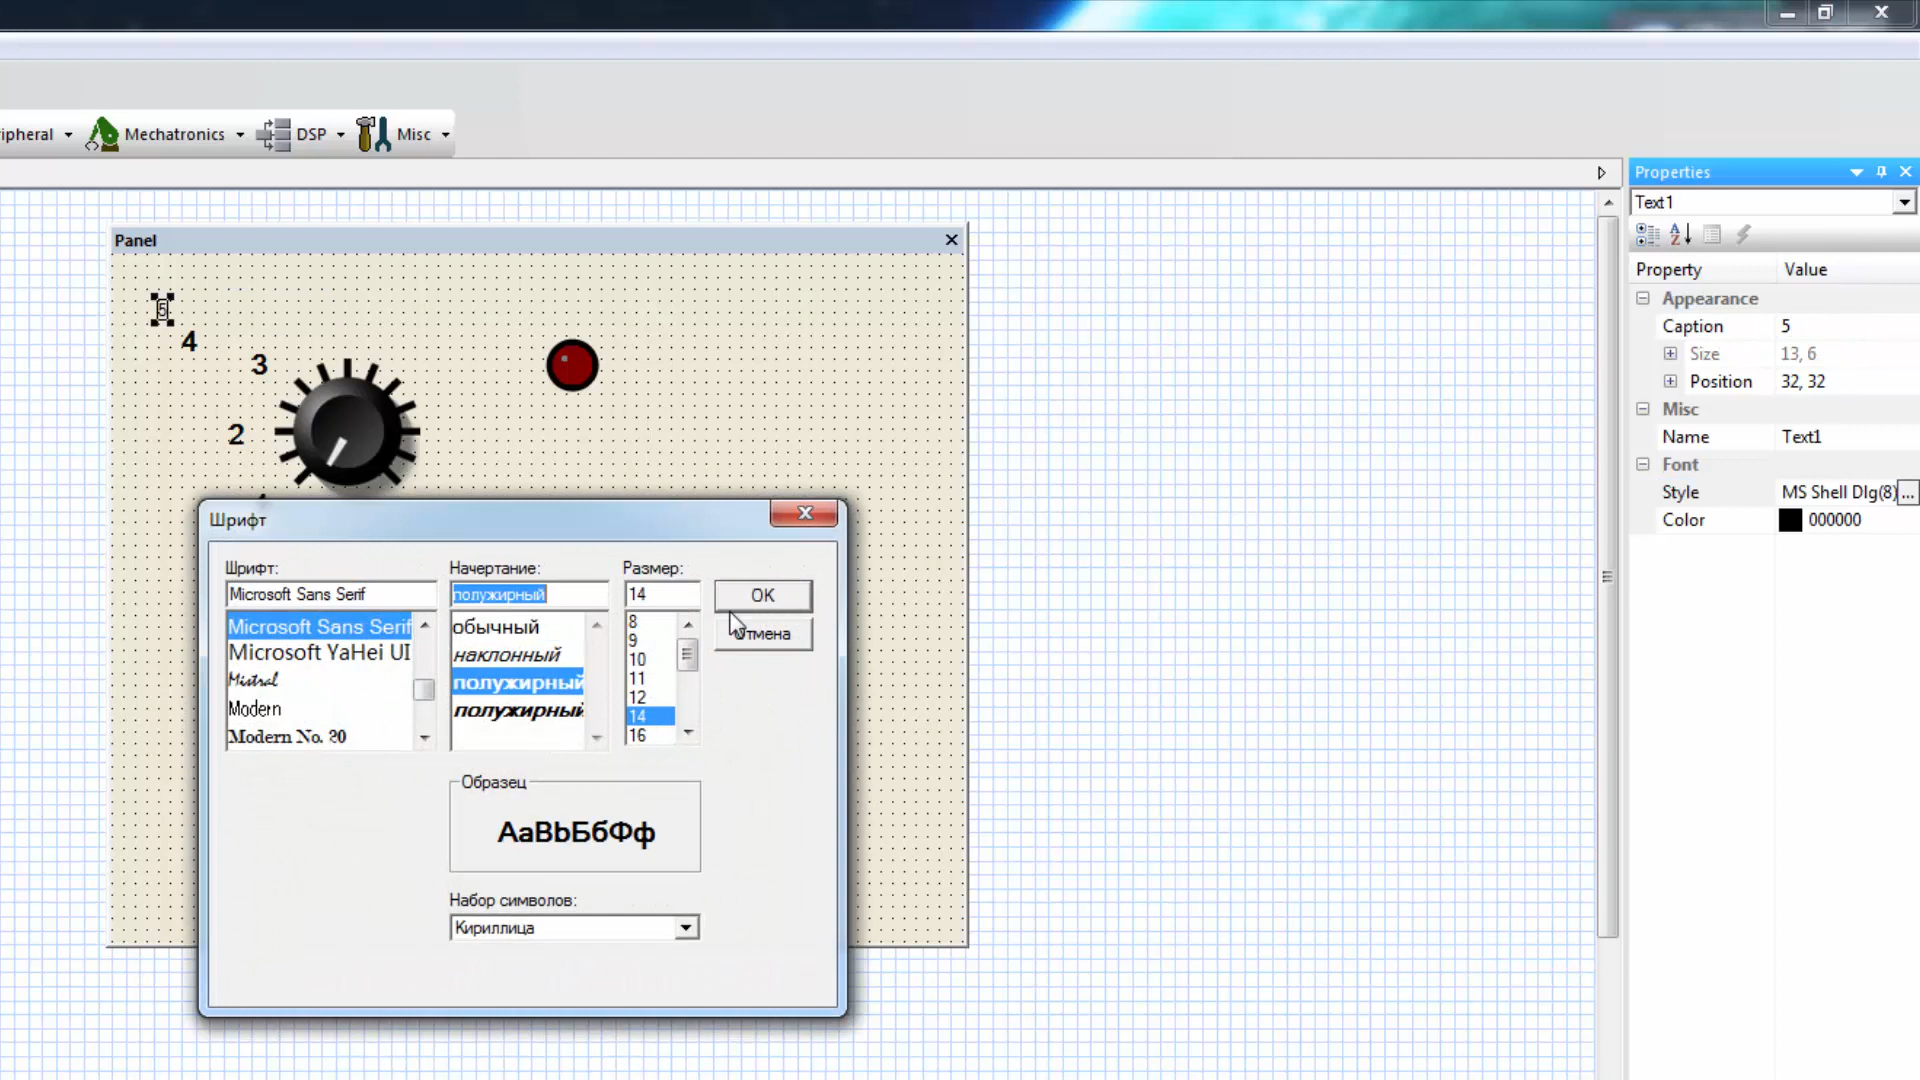 ipheral
Mechatronics
DSP
Misc
Properties
Text1
Property Value
Appearance
Caption 5
Size 13, 6
Position 32, 32
Misc
Name Text1
Font
Style MS Shell Dlg(8) ...
Color 000000
Panel
5
4
3
2
Шрифт
Шрифт:
Microsoft Sans Serif
Microsoft Sans Serif
Microsoft YaHei UI
Mistral
Modern
Modern No. 20
Начертание:
полужирный
обычный
наклонный
полужирный
полужирный
Размер:
14
8
9
10
11
12
14
16
OK
Отмена
Образец
АаBbБбФф
Набор символов:
Кириллица